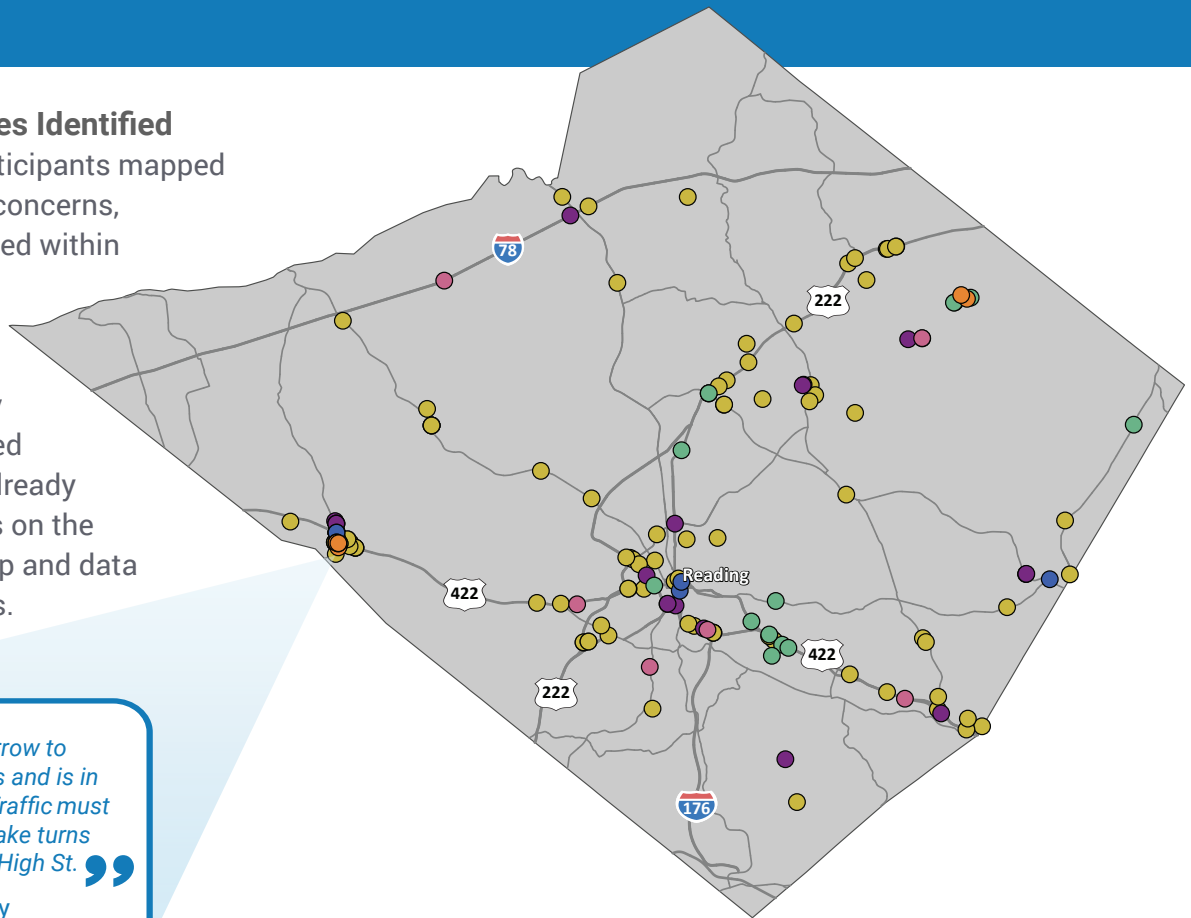 es Identified
ticipants mapped
concerns,
ed within
y
ed
lready
s on the
p and data
s.
rrow to
s and is in
Traffic must
ake turns
High St.
”
y
78
222
Reading
422
422
222
176